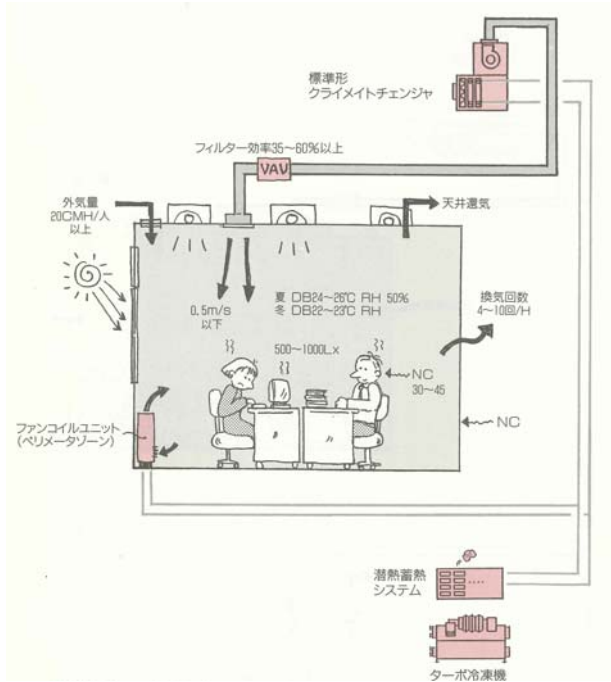 標準形
クライメイトチェンジャ
フィルター効率35～60%以上
VAV
外気量
20CMH/人
以上
天井還気
夏 DB24～26℃ RH 50%
冬 DB22～23℃ RH
0.5m/s
以下
換気回数
4～10回/H
500～1000Lx
NC
30～45
ファンコイルユニット
(ペリメータゾーン)
NC
潜熱蓄熱
システム
ターボ冷凍機